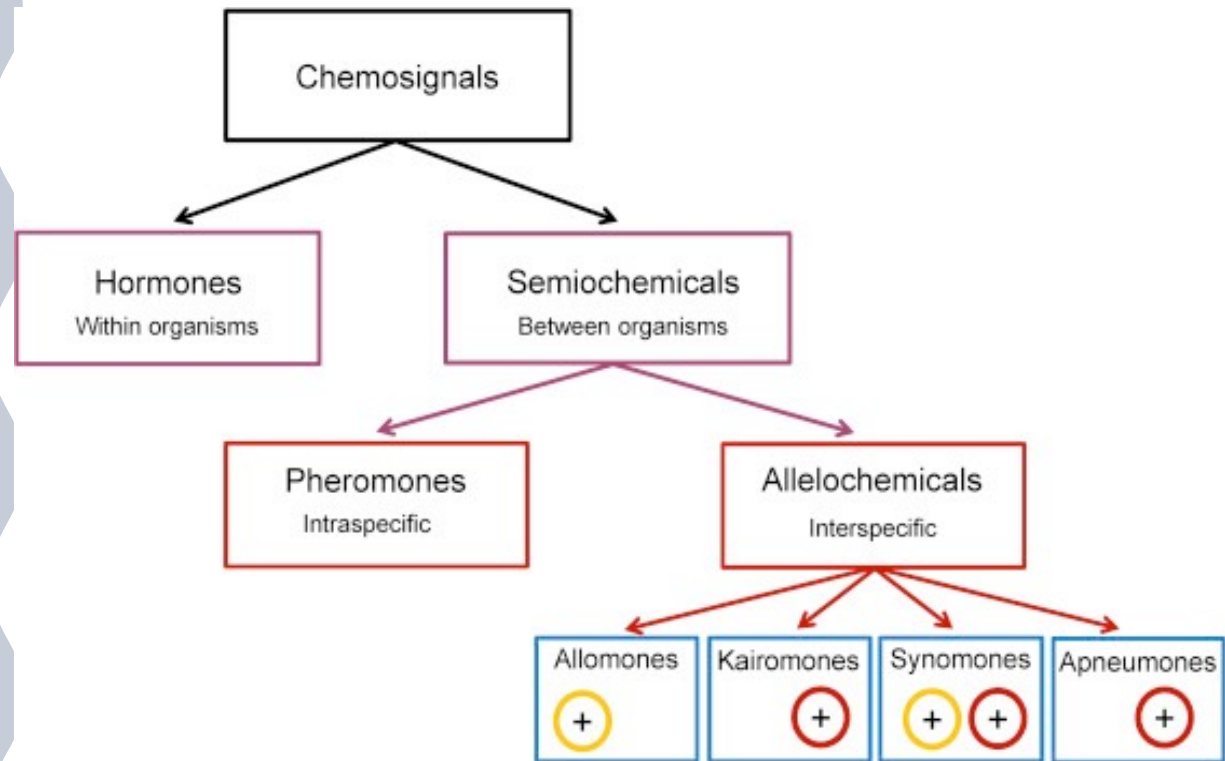 Chemosignals
Hormones
Within organisms
Semiochemicals
Between organisms
Pheromones
Intraspecific
Allelochemicals
Interspecific
Allomones
+
Kairomones
+
Synomones
+ +
Apneumones
+